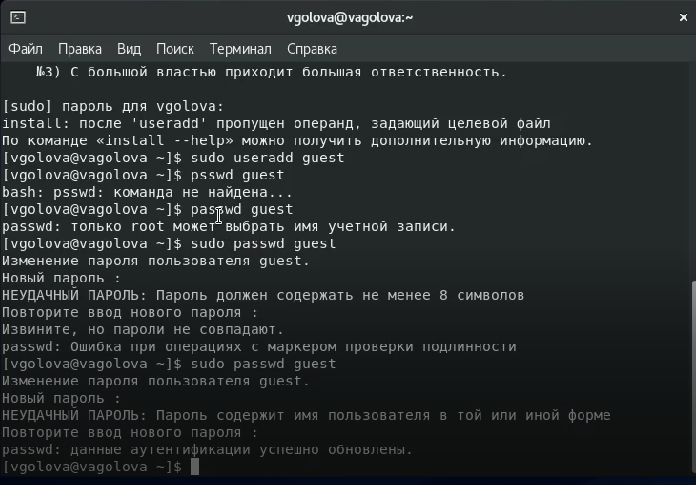 vgolova@vagolova:~
Файл Правка Вид Поиск Терминал Справка
№3) С большой властью приходит большая ответственность.
[sudo] пароль для vgolova:
install: после 'useradd' пропущен операнд, задающий целевой файл
По команде «install --help» можно получить дополнительную информацию.
[vgolova@vagolova ~]$ sudo useradd guest
[vgolova@vagolova ~]$ psswd guest
bash: psswd: команда не найдена...
[vgolova@vagolova ~]$ passwd guest
passwd: только root может выбрать имя учетной записи.
[vgolova@vagolova ~]$ sudo passwd guest
Изменение пароля пользователя guest.
Новый пароль :
НЕУДАЧНЫЙ ПАРОЛЬ: Пароль должен содержать не менее 8 символов
Повторите ввод нового пароля :
Извините, но пароли не совпадают.
passwd: Ошибка при операциях с маркером проверки подлинности
[vgolova@vagolova ~]$ sudo passwd guest
Изменение пароля пользователя guest.
Новый пароль :
НЕУДАЧНЫЙ ПАРОЛЬ: Пароль содержит имя пользователя в той или иной форме
Повторите ввод нового пароля :
passwd: данные аутентификации успешно обновлены.
[vgolova@vagolova ~]$